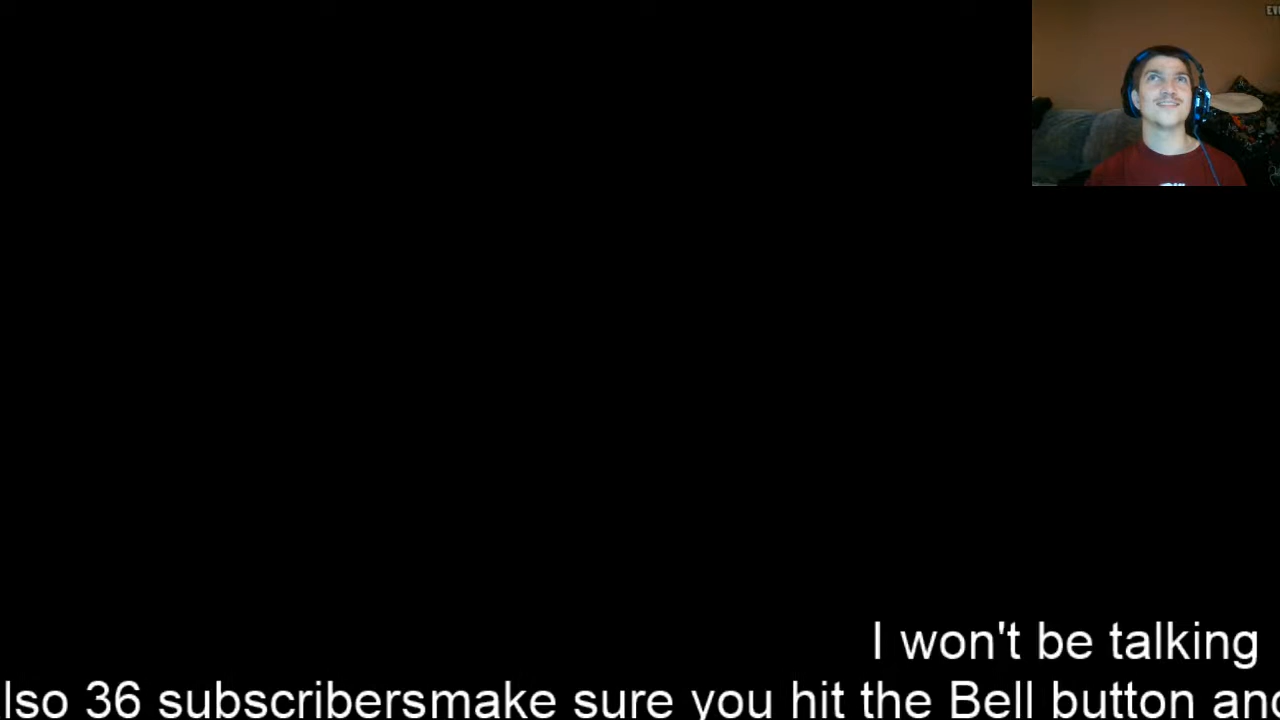 I won't be talking
lso 36 subscribersmake sure you hit the Bell button and